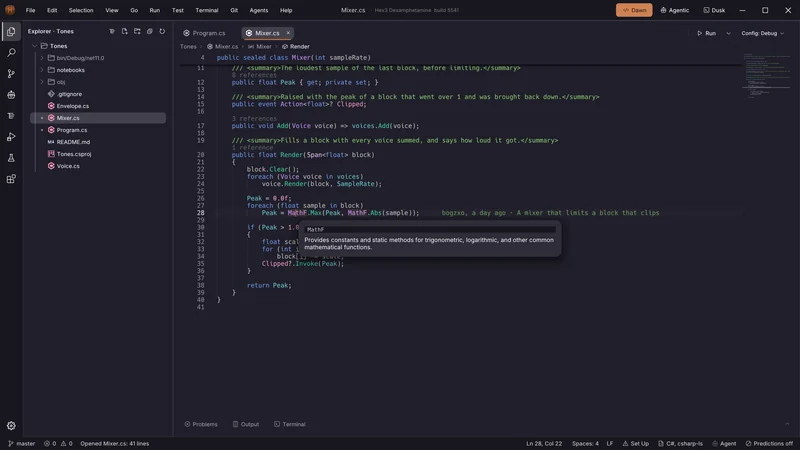 File Edit Selection View Go Run Test Terminal Git Agents Help
Mixer.cs
Hex3 Dexamphetamine build 5541
Dawn
Agentic
Dusk
Explorer · Tones
Tones
bin/Debug/net11.0
notebooks
obj
.gitignore
Envelope.cs
Mixer.cs
Program.cs
README.md
Tones.csproj
Voice.cs
Program.cs
Mixer.cs
Run
Config: Debug
Tones > Mixer.cs > Mixer > Render
4 public sealed class Mixer(int sampleRate)
11 /// <summary>The loudest sample of the last block, before limiting.</summary>
8 references
12 public float Peak { get; private set; }
13
14 /// <summary>Raised with the peak of a block that went over 1 and was brought back down.</summary>
15 public event Action<float>? Clipped;
16
3 references
17 public void Add(Voice voice) => voices.Add(voice);
18
19 /// <summary>Fills a block with every voice summed, and says how loud it got.</summary>
1 reference
20 public float Render(Span<float> block)
21 {
22 block.Clear();
23 foreach (Voice voice in voices)
24 voice.Render(block, SampleRate);
25
26 Peak = 0.0f;
27 foreach (float sample in block)
28 Peak = MathF.Max(Peak, MathF.Abs(sample)); bogzxo, a day ago · A mixer that limits a block that clips
29
30 if (Peak > 1.0
31 {
32 float scal
33 for (int i
34 block[i] *= scale;
35 Clipped?.Invoke(Peak);
36 }
37
38 return Peak;
39 }
40 }
41
MathF
Provides constants and static methods for trigonometric, logarithmic, and other common
mathematical functions.
Problems
Output
Terminal
master
0
0
Opened Mixer.cs: 41 lines
Ln 28, Col 22
Spaces: 4
LF
Set Up
C#, csharp-ls
Agent
Predictions off